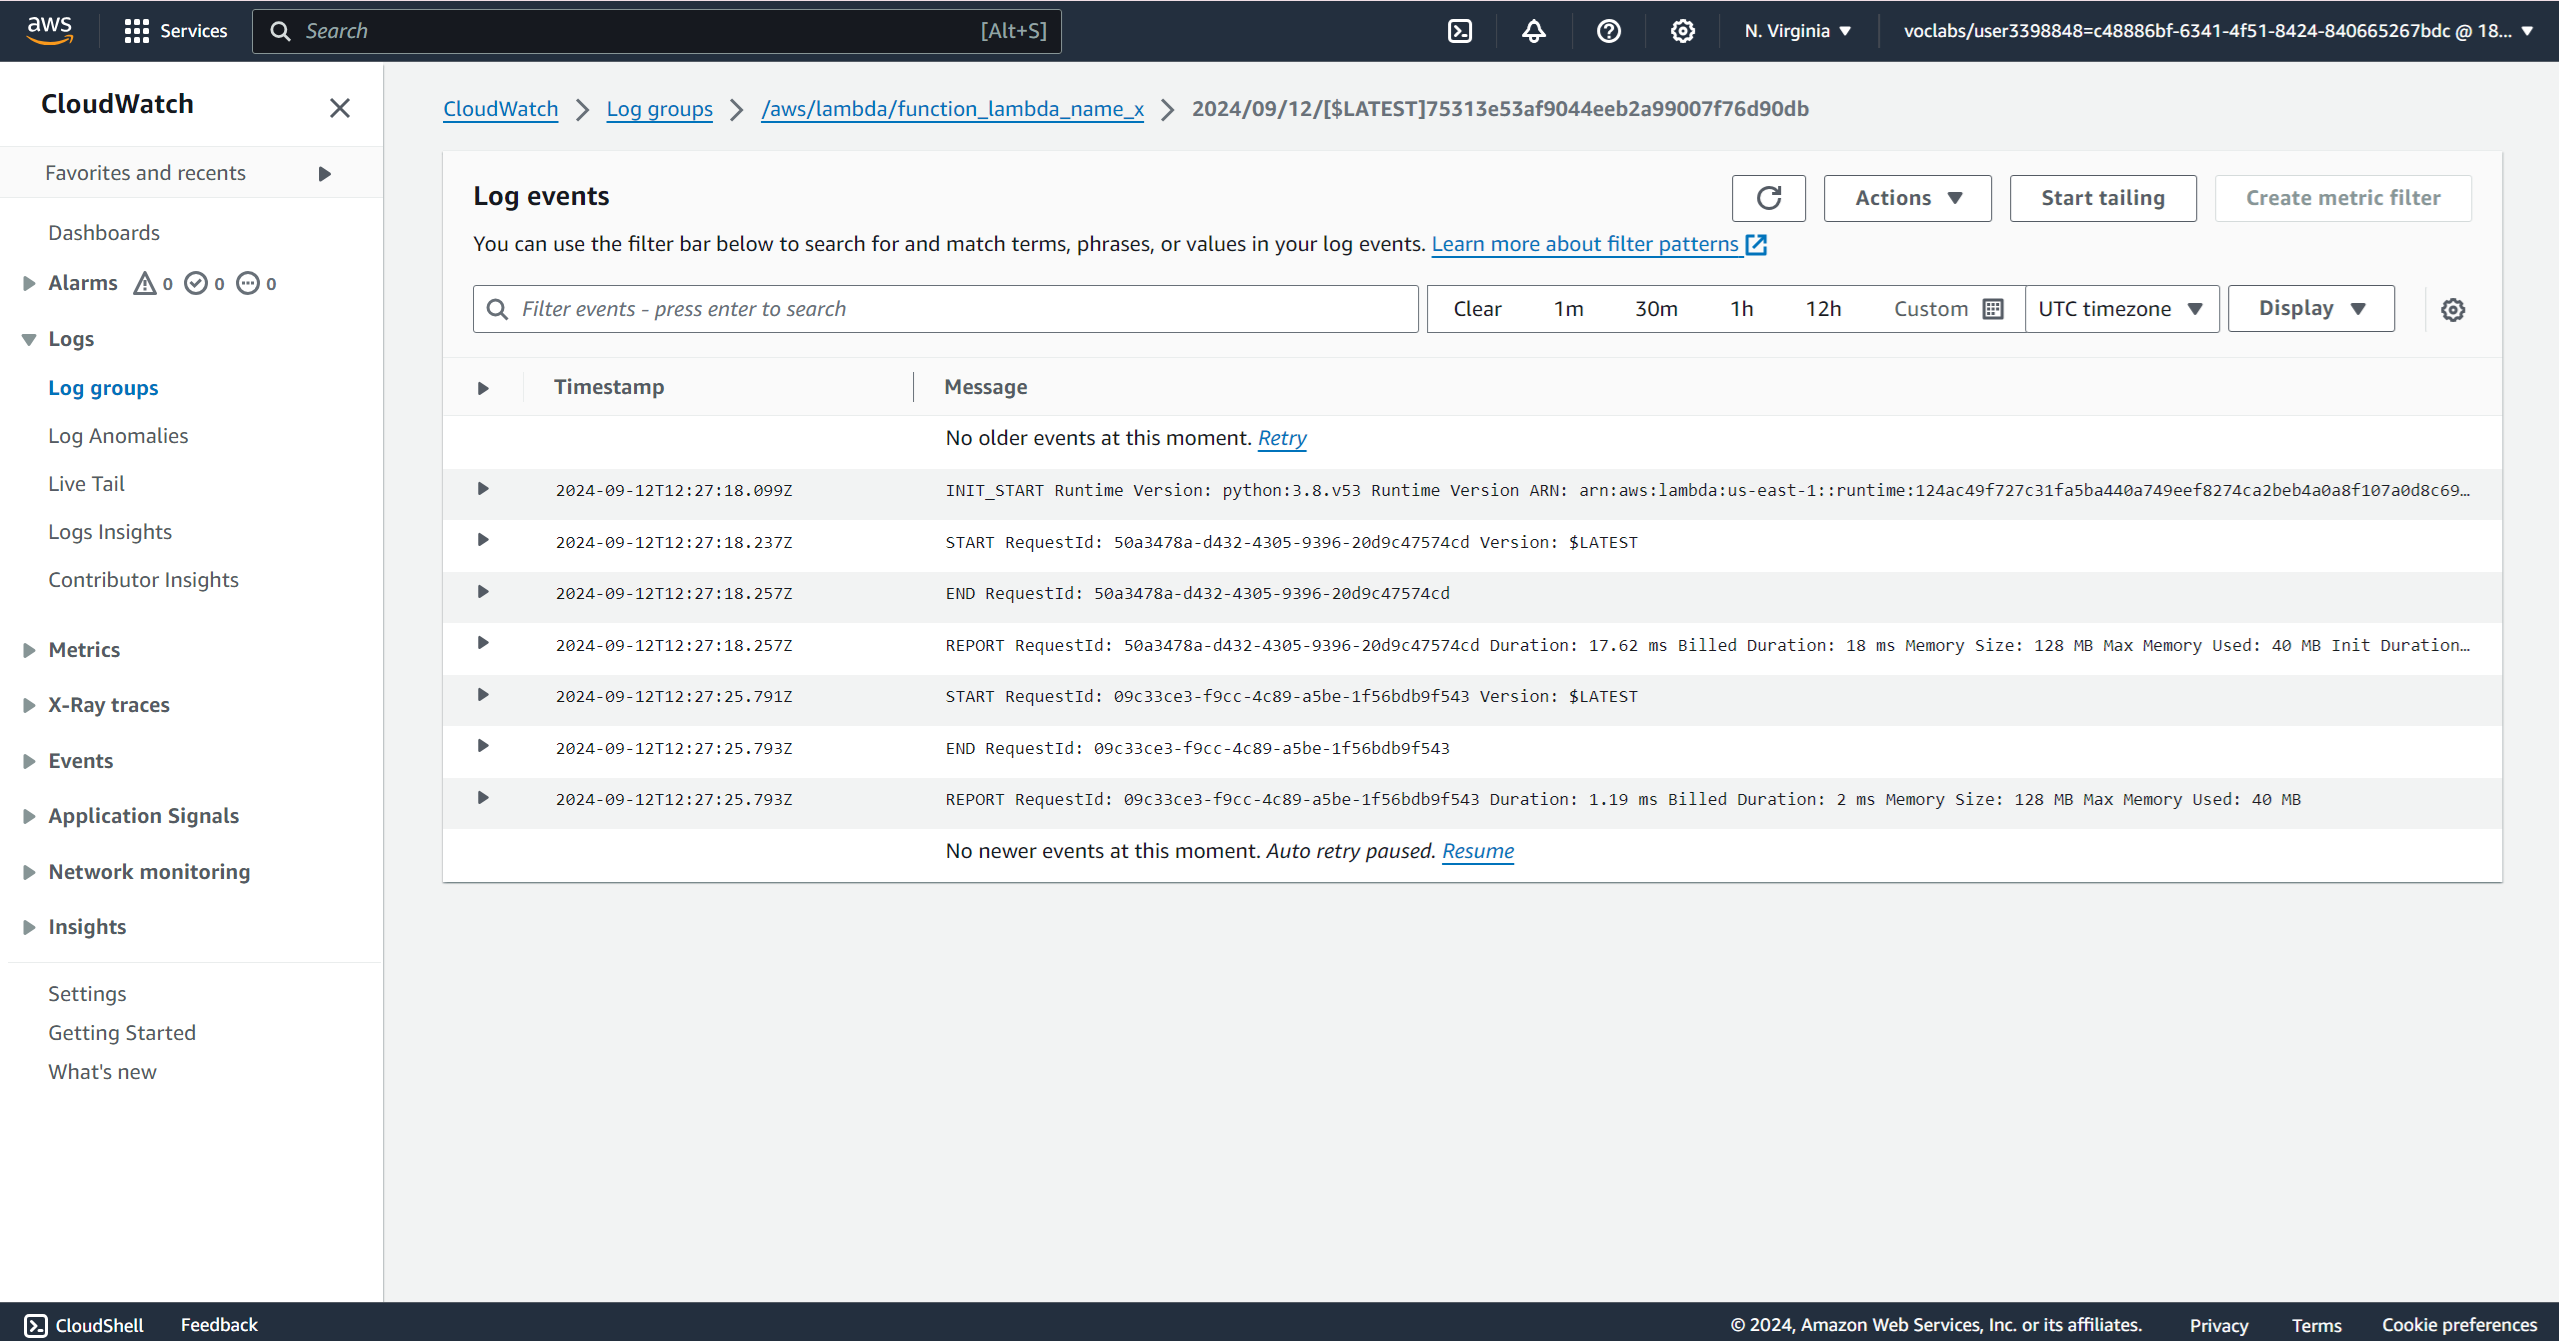 aws Services Search [Alt+S] N. Virginia voclabs/user3398848=c48886bf-6341-4f51-8424-840665267bdc @ 18...
CloudWatch
Favorites and recents
Dashboards
Alarms 0 0 0
Logs
Log groups
Log Anomalies
Live Tail
Logs Insights
Contributor Insights
Metrics
X-Ray traces
Events
Application Signals
Network monitoring
Insights
Settings
Getting Started
What's new
CloudWatch Log groups /aws/lambda/function_lambda_name_x 2024/09/12/[$LATEST]75313e53af9044eeb2a99007f76d90db
Log events
Actions Start tailing Create metric filter
You can use the filter bar below to search for and match terms, phrases, or values in your log events. Learn more about filter patterns
Filter events - press enter to search Clear 1m 30m 1h 12h Custom UTC timezone Display
Timestamp Message
No older events at this moment. Retry
2024-09-12T12:27:18.099Z INIT_START Runtime Version: python:3.8.v53 Runtime Version ARN: arn:aws:lambda:us-east-1::runtime:124ac49f727c31fa5ba440a749eef8274ca2beb4a0a8f107a0d8c69…
2024-09-12T12:27:18.237Z START RequestId: 50a3478a-d432-4305-9396-20d9c47574cd Version: $LATEST
2024-09-12T12:27:18.257Z END RequestId: 50a3478a-d432-4305-9396-20d9c47574cd
2024-09-12T12:27:18.257Z REPORT RequestId: 50a3478a-d432-4305-9396-20d9c47574cd Duration: 17.62 ms Billed Duration: 18 ms Memory Size: 128 MB Max Memory Used: 40 MB Init Duration…
2024-09-12T12:27:25.791Z START RequestId: 09c33ce3-f9cc-4c89-a5be-1f56bdb9f543 Version: $LATEST
2024-09-12T12:27:25.793Z END RequestId: 09c33ce3-f9cc-4c89-a5be-1f56bdb9f543
2024-09-12T12:27:25.793Z REPORT RequestId: 09c33ce3-f9cc-4c89-a5be-1f56bdb9f543 Duration: 1.19 ms Billed Duration: 2 ms Memory Size: 128 MB Max Memory Used: 40 MB
No newer events at this moment. Auto retry paused. Resume
CloudShell Feedback © 2024, Amazon Web Services, Inc. or its affiliates. Privacy Terms Cookie preferences